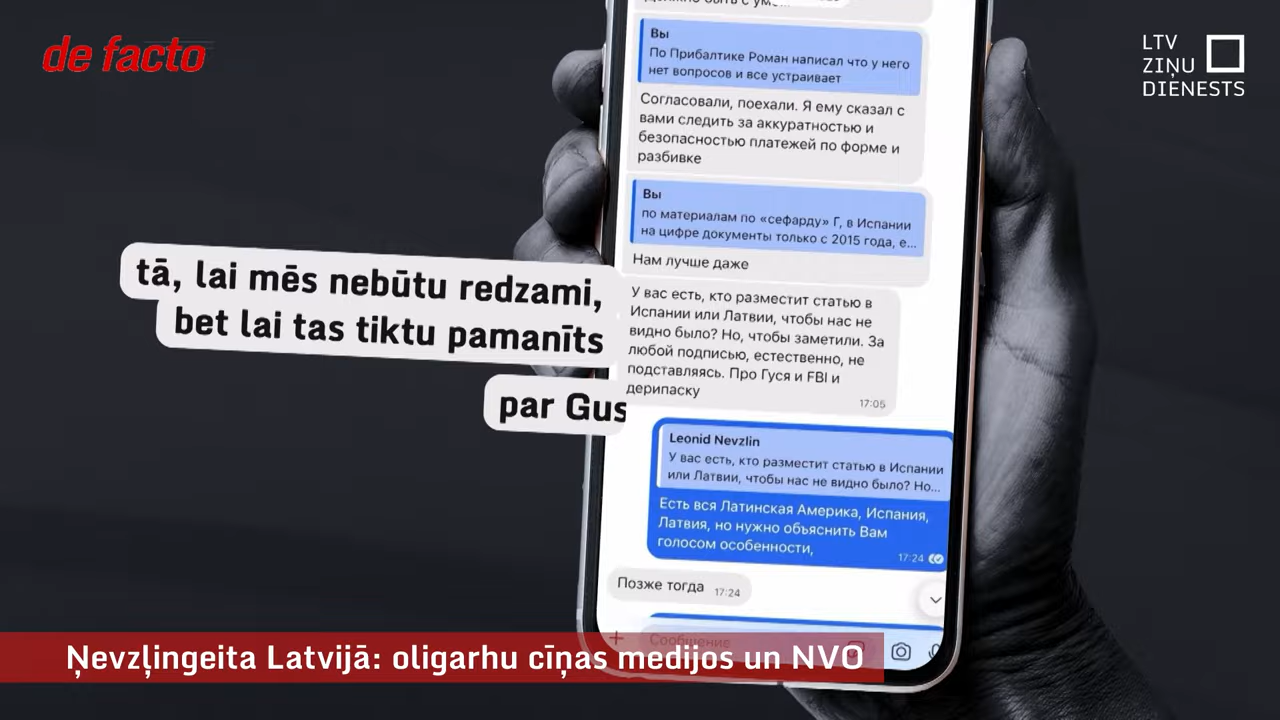 de facto
LTV
ZIŅU
DIENESTS
Вы
По Прибалтике Роман написал что у него
нет вопросов и все устраивает
Согласовали, поехали. Я ему сказал с
вами следить за аккуратностью и
безопасностью платежей по форме и
разбивке
Вы
по материалам по «сефарду» Г, в Испании
на цифре документы только с 2015 года, е...
Нам лучше даже
tā, lai mēs nebūtu redzami,
bet lai tas tiktu pamanīts
par Gus
У вас есть, кто разместит статью в
Испании или Латвии, чтобы нас не
видно было? Но, чтобы заметили. За
любой подписью, естественно, не
подставляясь. Про Гуся и FBI и
дерипаску
17:05
Leonid Nevzlin
У вас есть, кто разместит статью в Испании
или Латвии, чтобы нас не видно было? Но...
Есть вся Латинская Америка, Испания,
Латвия, но нужно объяснить Вам
голосом особенности,
17:24
Позже тогда 17:24
Сообщение
Ņevzļingeita Latvijā: oligarhu cīņas medijos un NVO